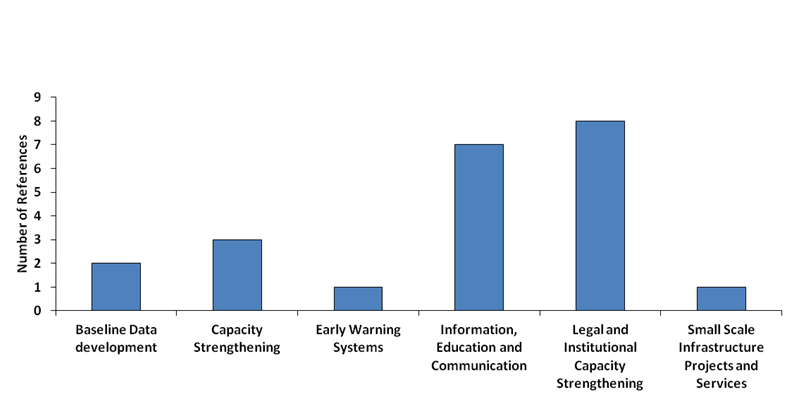 Number of References
9
8
7
6
5
4
3
2
1
0
Baseline Data
development
Capacity
Strengthening
Early Warning
Systems
Information,
Education and
Communication
Legal and
Institutional
Capacity
Strengthening
Small Scale
Infrastructure
Projects and
Services